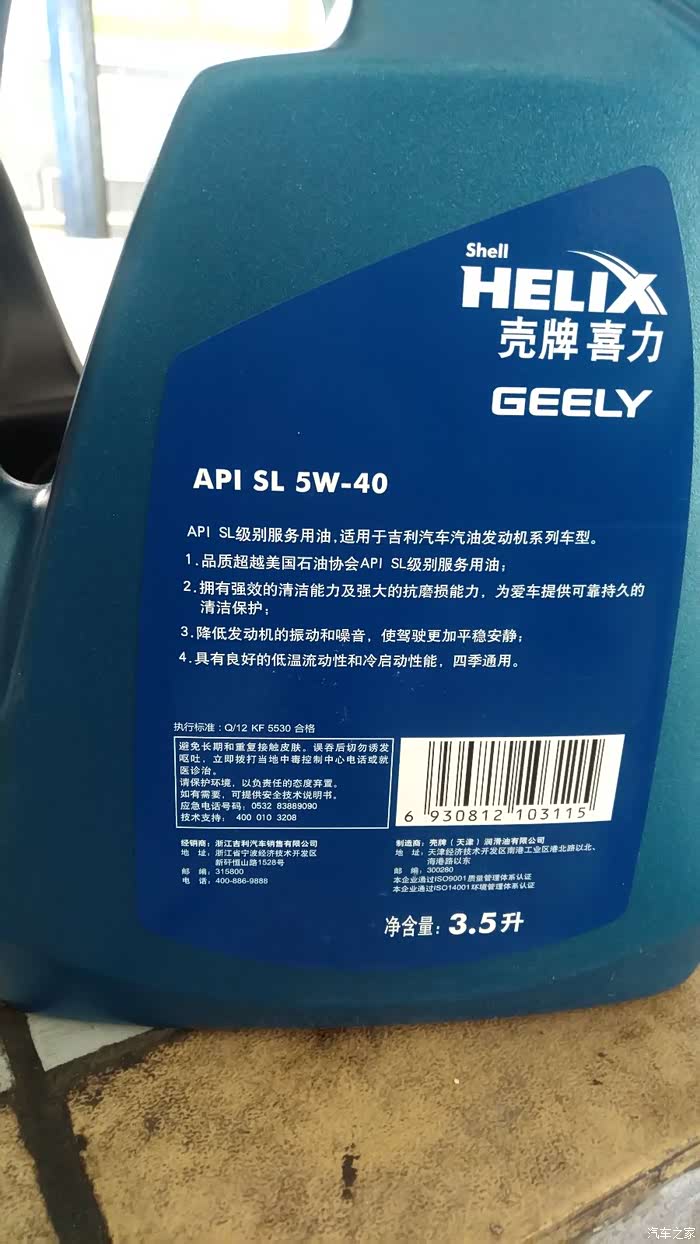 Shell
HELIX
壳牌 喜力
GEELY
API SL 5W-40
API SL级别服务用油,适用于吉利汽车汽油发动机系列车型。
1.品质超越美国石油协会API SL级别服务用油;
2.拥有强效的清洁能力及强大的抗磨损能力，为爱车提供可靠持久的
清洁保护;
3.降低发动机的振动和噪音，使驾驶更加平稳安静;
4.具有良好的低温流动性和冷启动性能，四季通用。
执行标准：Q/12 KF 5530 合格
避免长期和重复接触皮肤。误吞后切勿诱发
呕吐，立即拨打当地中毒控制中心电话或就
医诊治。
请保护环境，以负责任的态度弃置。
如有需要，可提供安全技术说明书。
应急电话号码：0532 83889090
技术支持： 400 010 3208
6 930812 103115
经销商：浙江吉利汽车销售有限公司
地 址：浙江省宁波经济技术开发区
新矸恒山路1528号
邮 编：315800
电 话：400-886-9888
制造商：壳牌（天津）润滑油有限公司
地 址：天津经济技术开发区南港工业区港北路以北、
海港路以东
邮 编：300280
本企业通过ISO9001质量管理体系认证
本企业通过ISO14001环境管理体系认证
净含量：3.5升
汽车之家